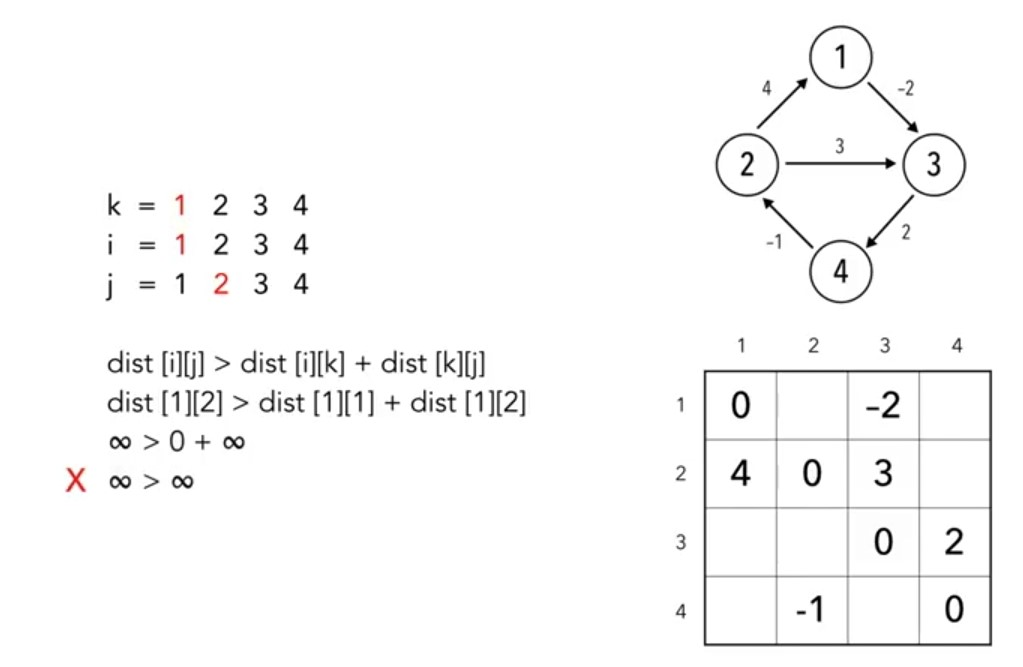 k = 1 2 3 4
i = 1 2 3 4
j = 1 2 3 4
dist [i][j] > dist [i][k] + dist [k][j]
dist [1][2] > dist [1][1] + dist [1][2]
∞ > 0 + ∞
X ∞ > ∞
1
4
-2
2
3
3
-1
2
4
1 2 3 4
1 0 -2
2 4 0 3
3 0 2
4 -1 0